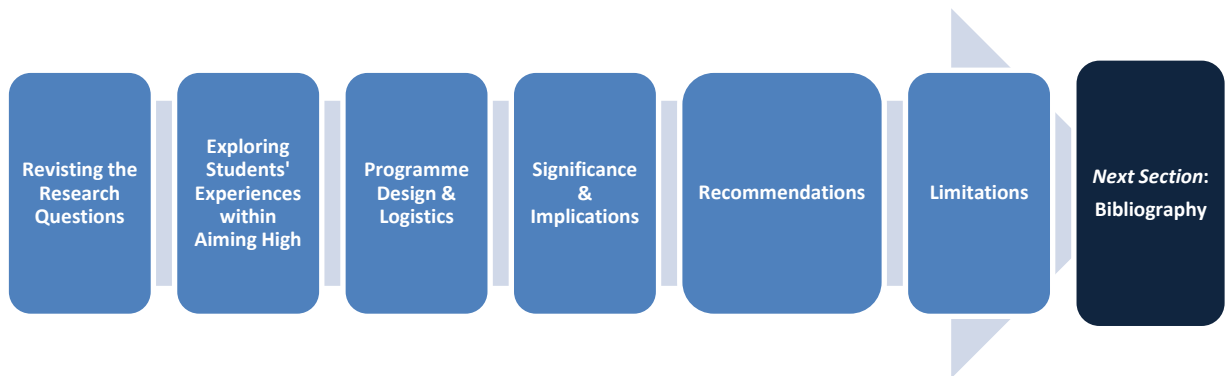 Revisting the
Research
Questions
Exploring
Students'
Experiences
within
Aiming High
Programme
Design &
Logistics
Significance
&
Implications
Recommendations
Limitations
Next Section:
Bibliography